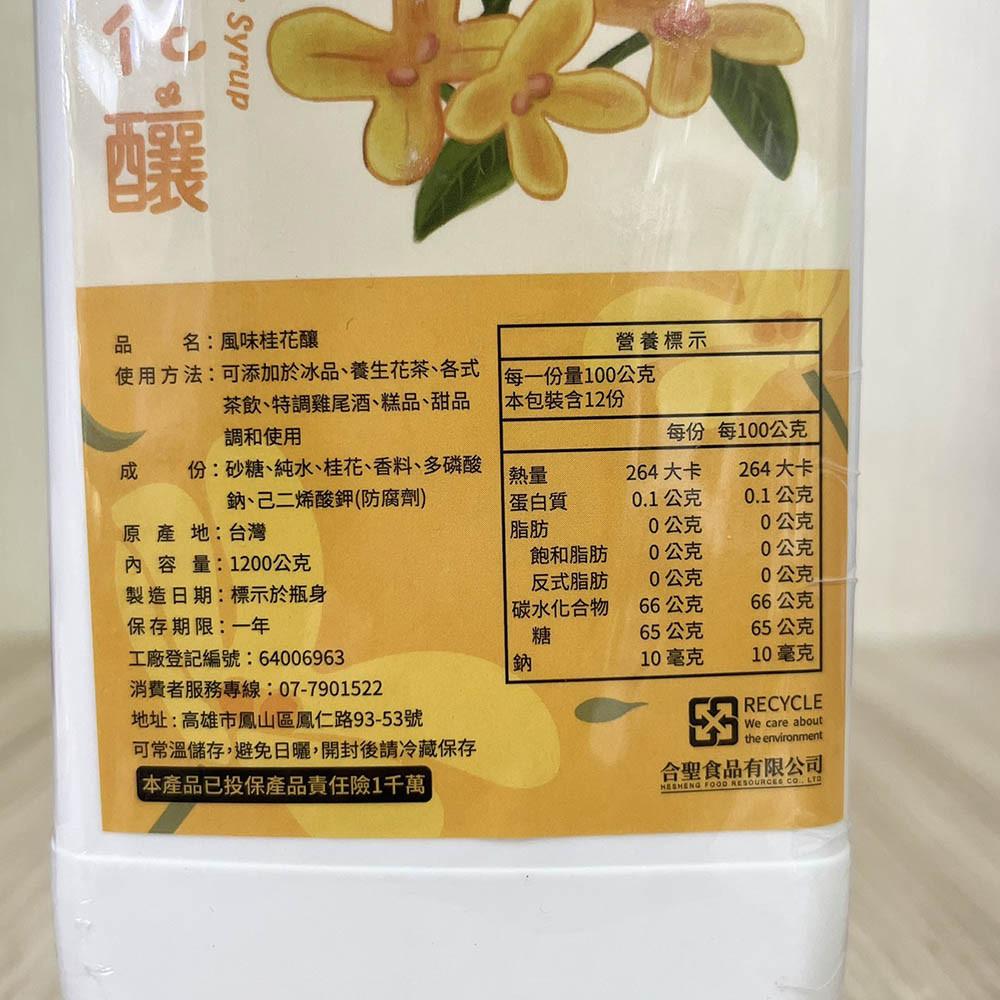 花
釀
Syrup
品 名：風味桂花釀
使用方法：可添加於冰品、養生花茶、各式
茶飲、特調雞尾酒、糕品、甜品
調和使用
成 份：砂糖、純水、桂花、香料、多磷酸
鈉、己二烯酸鉀(防腐劑)
原產地：台灣
內容量：1200公克
製造日期：標示於瓶身
保存期限：一年
工廠登記編號：64006963
消費者服務專線：07-7901522
地址：高雄市鳳山區鳳仁路93-53號
可常溫儲存，避免日曬，開封後請冷藏保存
本產品已投保產品責任險1千萬
營養標示
每一份量100公克
本包裝含12份
每份 每100公克
熱量 264 大卡 264 大卡
蛋白質 0.1 公克 0.1 公克
脂肪 0 公克 0 公克
飽和脂肪 0 公克 0 公克
反式脂肪 0 公克 0 公克
碳水化合物 66 公克 66 公克
糖 65 公克 65 公克
鈉 10 毫克 10 毫克
RECYCLE
We care about
the environment
合聖食品有限公司
HESHENG FOOD RESOURCES CO., LTD